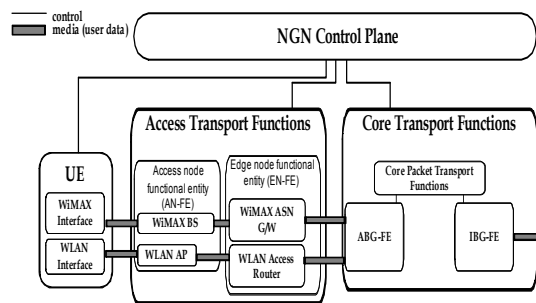 control
media (user data)
NGN Control Plane
Access Transport Functions
Core Transport Functions
UE
Access node
functional entity
(AN-FE)
Edge node functional
entity (EN-FE)
Core Packet Transport
Functions
WiMAX
Interface
WiMAX BS
WiMAX ASN
G/W
ABG-FE
IBG-FE
WLAN
Interface
WLAN AP
WLAN Access
Router